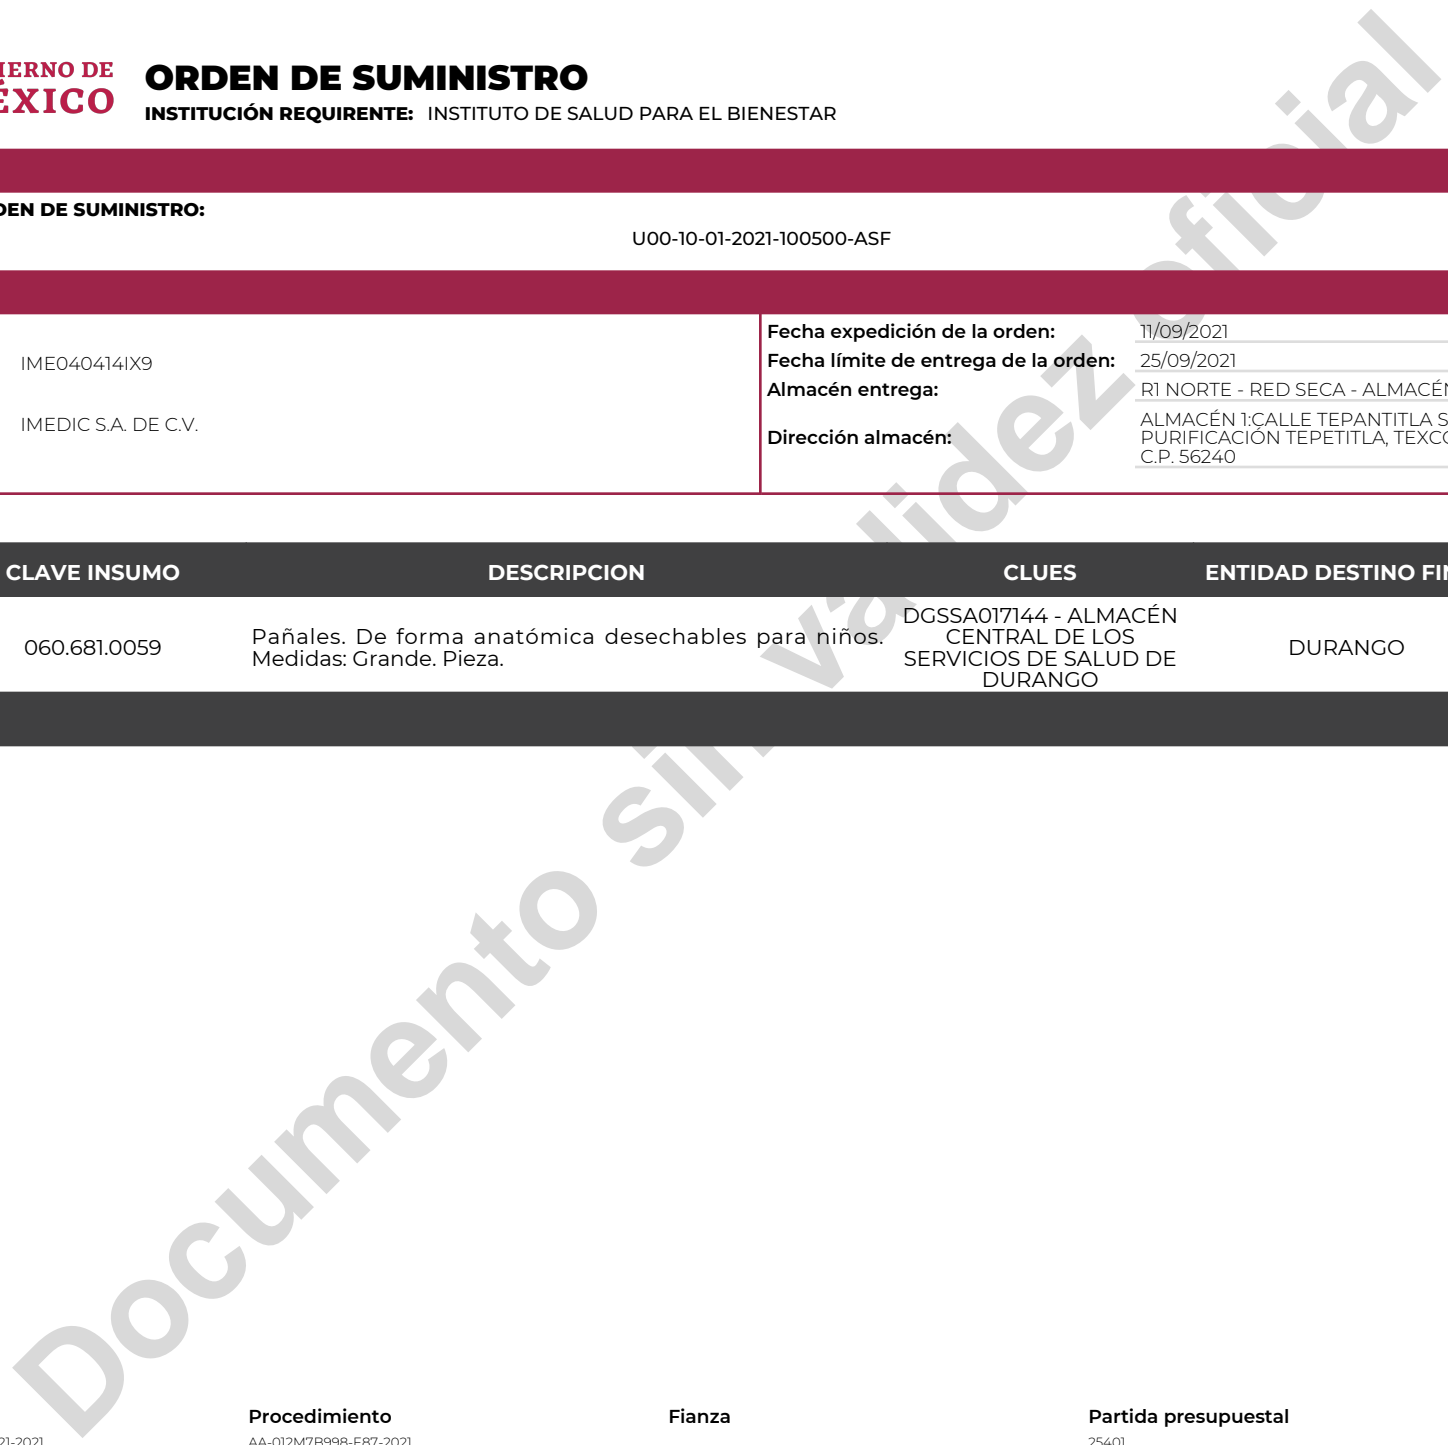 IERNO DE
ÉXICO
ORDEN DE SUMINISTRO
INSTITUCIÓN REQUIRENTE: INSTITUTO DE SALUD PARA EL BIENESTAR
DEN DE SUMINISTRO:
U00-10-01-2021-100500-ASF
IME040414IX9
IMEDIC S.A. DE C.V.
Fecha expedición de la orden: 11/09/2021
Fecha límite de entrega de la orden: 25/09/2021
Almacén entrega: R1 NORTE - RED SECA - ALMACÉN
Dirección almacén:
ALMACÉN 1:CALLE TEPANTITLA S
PURIFICACIÓN TEPETITLA, TEXCO
C.P. 56240
CLAVE INSUMO DESCRIPCION CLUES ENTIDAD DESTINO FIN
060.681.0059
Pañales. De forma anatómica desechables para niños.
Medidas: Grande. Pieza.
DGSSA017144 - ALMACÉN
CENTRAL DE LOS
SERVICIOS DE SALUD DE
DURANGO
DURANGO
Documento sin validez oficial
Procedimiento Fianza Partida presupuestal
21-2021 AA-012M7B998-E87-2021 25401